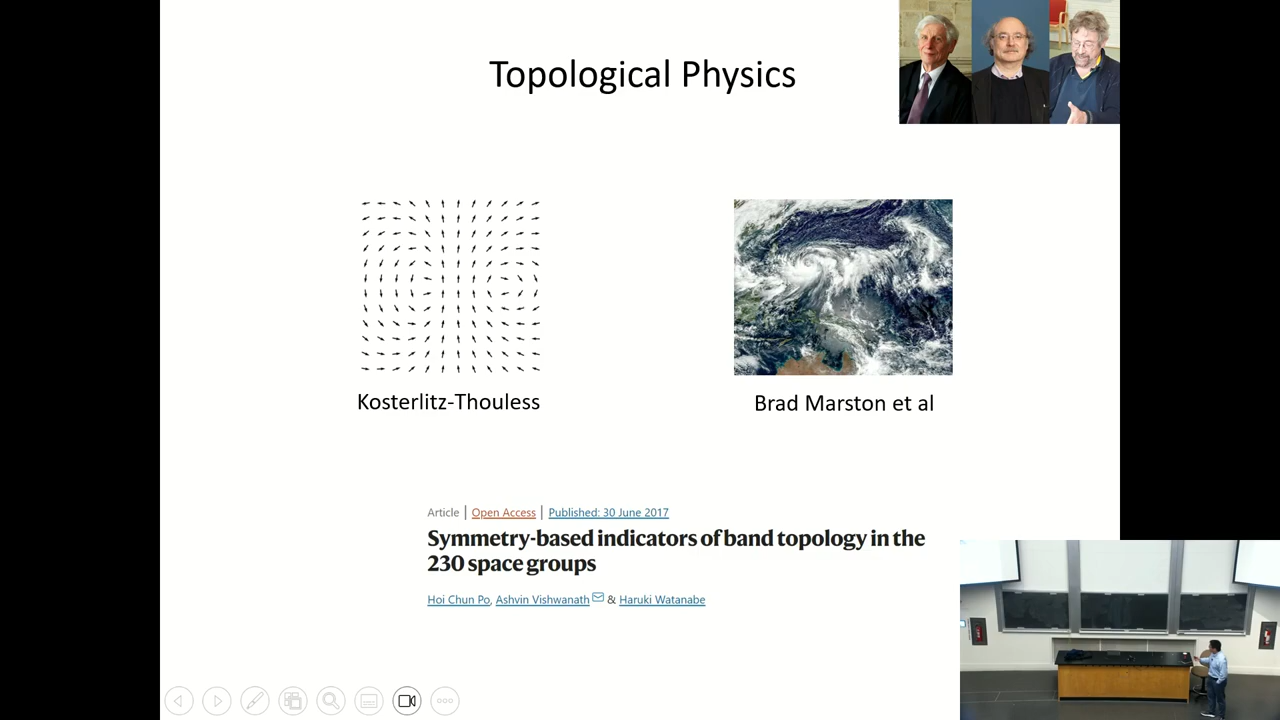 Topological Physics
Kosterlitz-Thouless
Brad Marston et al
Article | Open Access | Published: 30 June 2017
Symmetry-based indicators of band topology in the
230 space groups
Hoi Chun Po, Ashvin Vishwanath & Haruki Watanabe